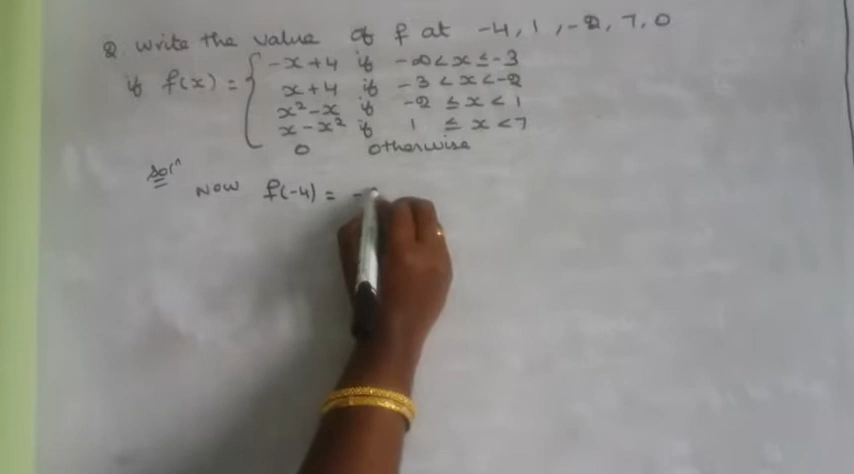 Q. Write the value of f at -4, 1, -2, 7, 0
if f(x) = { -x+4 if -∞ < x ≤ -3
x+4 if -3 < x < -2
x²-x if -2 ≤ x < 1
x-x² if 1 ≤ x < 7
0 otherwise
Solⁿ
Now f(-4) = -